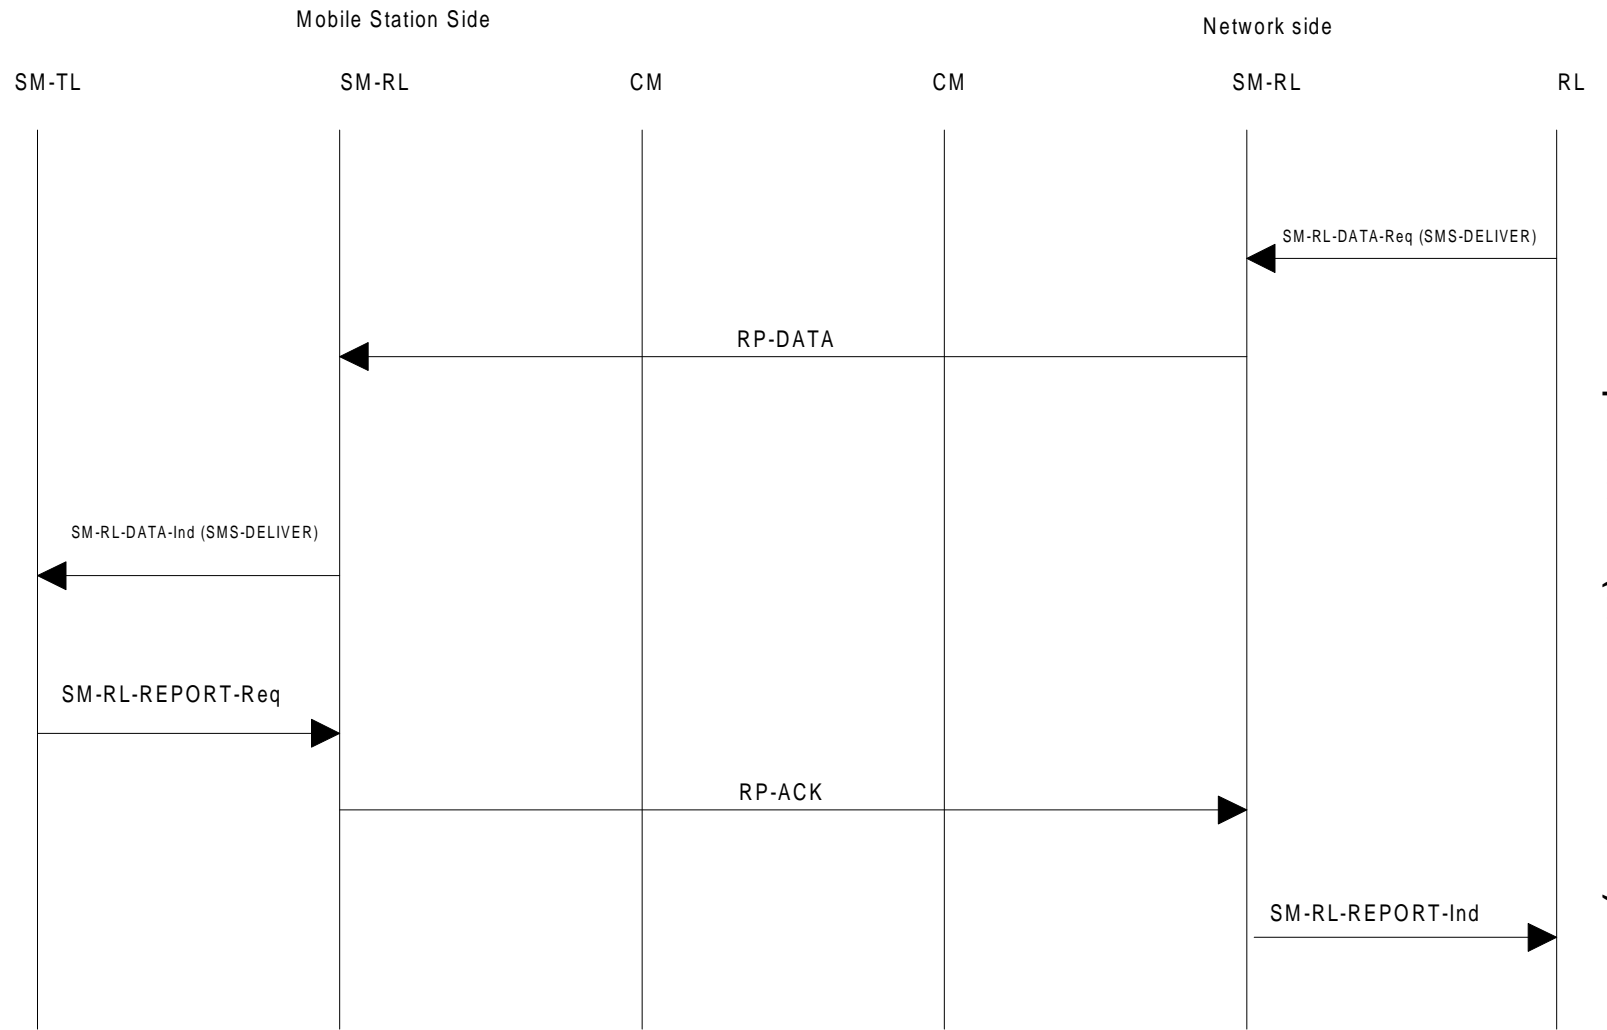 Mobile Station Side
Network side
SM-TL SM-RL CM CM SM-RL RL
SM-RL-DATA-Req (SMS-DELIVER)
RP-DATA
SM-RL-DATA-Ind (SMS-DELIVER)
SM-RL-REPORT-Req
RP-ACK
SM-RL-REPORT-Ind